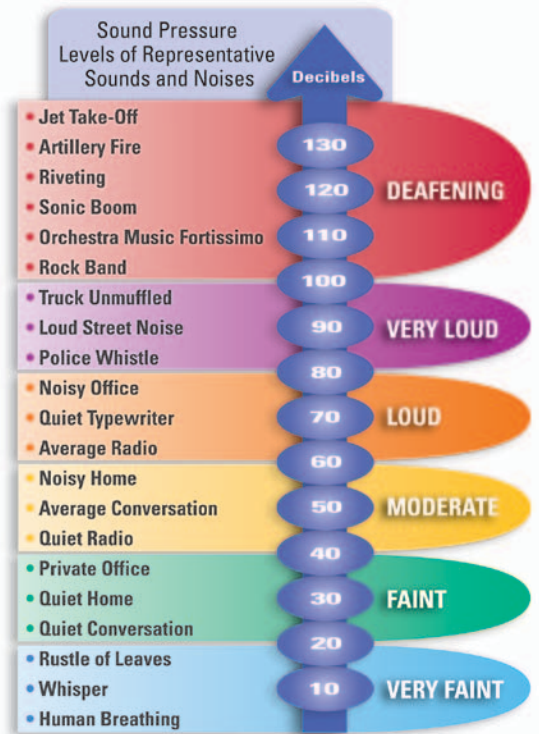 Sound Pressure
Levels of Representative
Sounds and Noises
Decibels
• Jet Take-Off
• Artillery Fire
• Riveting
• Sonic Boom
• Orchestra Music Fortissimo
• Rock Band
130
120
110
100
DEAFENING
• Truck Unmuffled
• Loud Street Noise
• Police Whistle
90
80
VERY LOUD
• Noisy Office
• Quiet Typewriter
• Average Radio
70
60
LOUD
• Noisy Home
• Average Conversation
• Quiet Radio
50
40
MODERATE
• Private Office
• Quiet Home
• Quiet Conversation
30
20
FAINT
• Rustle of Leaves
• Whisper
• Human Breathing
10
VERY FAINT